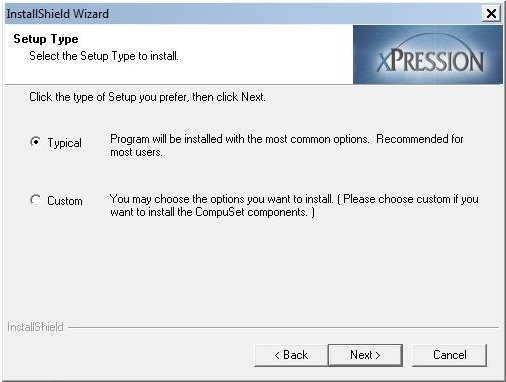 InstallShield Wizard
Setup Type
Select the Setup Type to install.
xPRESSION
Click the type of Setup you prefer, then click Next.
Typical
Program will be installed with the most common options. Recommended for
most users.
Custom
You may choose the options you want to install. ( Please choose custom if you
want to install the CompuSet components. )
InstallShield
< Back
Next >
Cancel